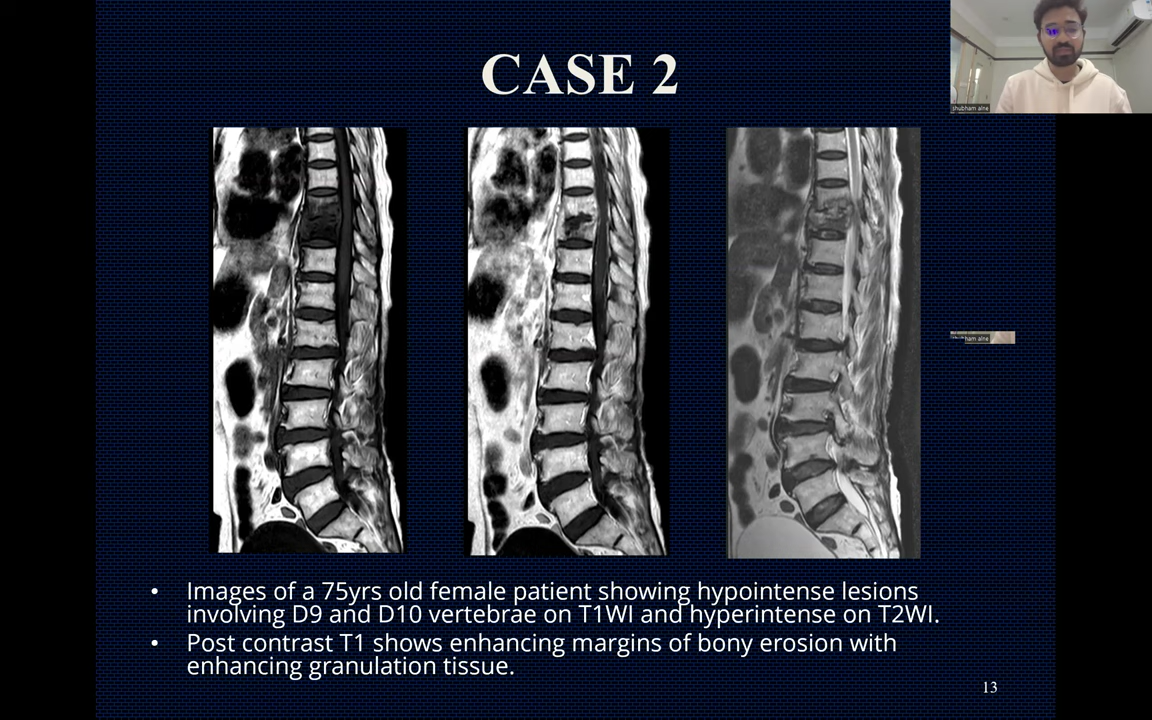 CASE 2
shubham alne
ham alne
• Images of a 75yrs old female patient showing hypointense lesions
involving D9 and D10 vertebrae on T1WI and hyperintense on T2WI.
• Post contrast T1 shows enhancing margins of bony erosion with
enhancing granulation tissue.
13